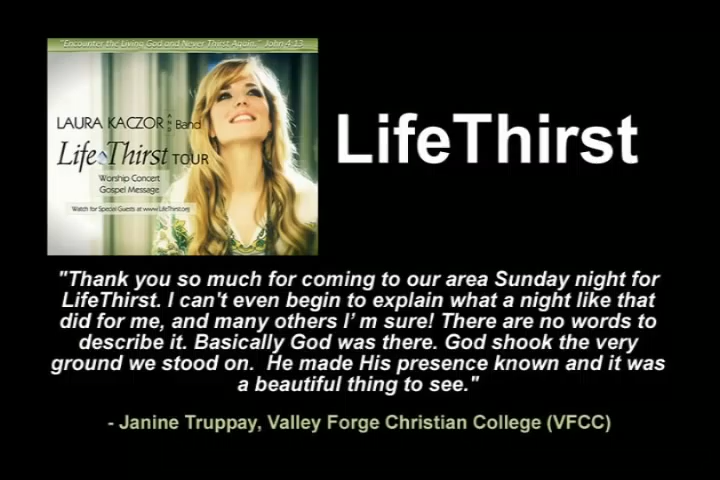 "Encounter the Living God and Never Thirst Again." John 4:13
LAURA KACZOR AND Band
LifeThirst TOUR
Worship Concert
Gospel Message
Watch for Special Guests at www.LifeThirst.org
LifeThirst
"Thank you so much for coming to our area Sunday night for
LifeThirst. I can't even begin to explain what a night like that
did for me, and many others I' m sure! There are no words to
describe it. Basically God was there. God shook the very
ground we stood on.  He made His presence known and it was
a beautiful thing to see."
- Janine Truppay, Valley Forge Christian College (VFCC)